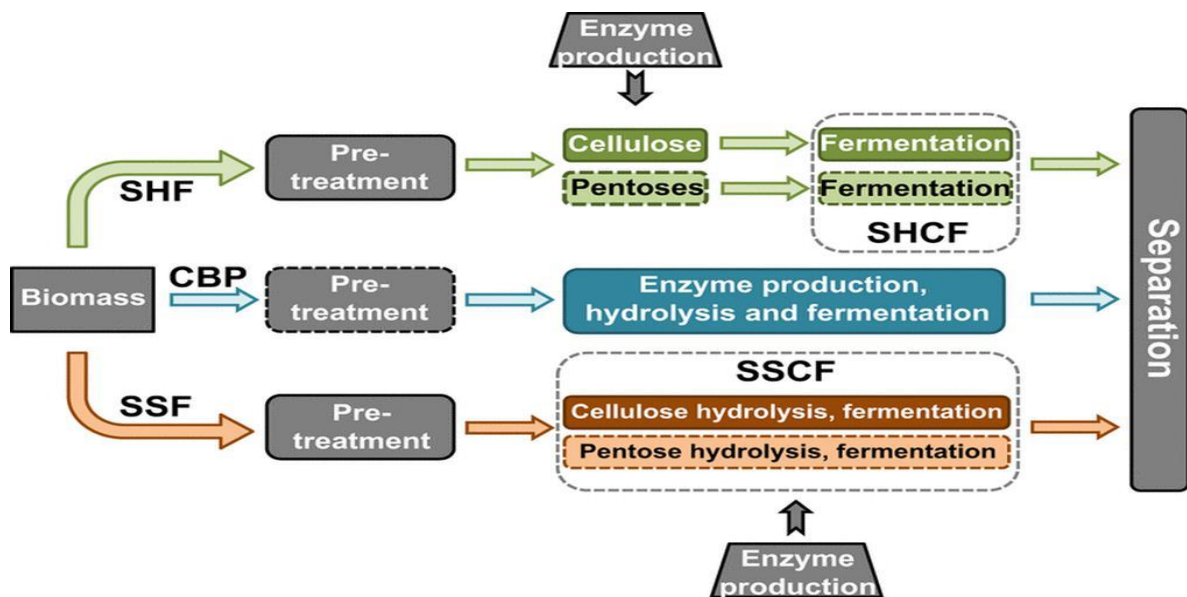 Enzyme
production
Pre-
treatment
Cellulose
Fermentation
Pentoses
Fermentation
SHF
SHCF
Biomass
CBP
Pre-
treatment
Enzyme production,
hydrolysis and fermentation
Separation
SSF
Pre-
treatment
SSCF
Cellulose hydrolysis, fermentation
Pentose hydrolysis, fermentation
Enzyme
production